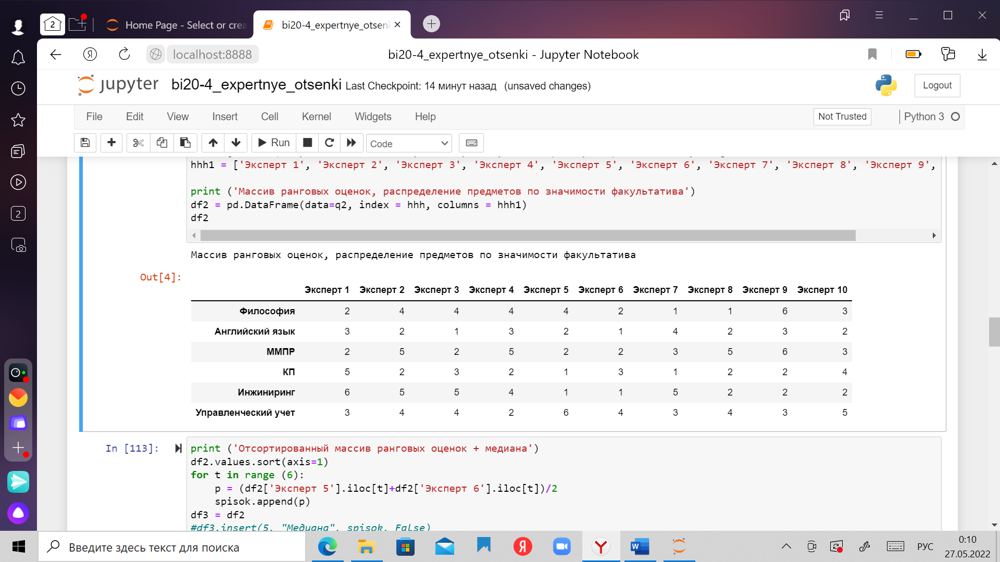 2
Home Page - Select or crea
bi20-4_expertnye_otsenk
localhost:8888
bi20-4_expertnye_otsenki - Jupyter Notebook
jupyter bi20-4_expertnye_otsenki Last Checkpoint: 14 минут назад (unsaved changes)
Logout
File Edit View Insert Cell Kernel Widgets Help
Not Trusted
Python 3
Run
Code
hhh1 = ['Эксперт 1', 'Эксперт 2', 'Эксперт 3', 'Эксперт 4', 'Эксперт 5', 'Эксперт 6', 'Эксперт 7', 'Эксперт 8', 'Эксперт 9',
print ('Массив ранговых оценок, распределение предметов по значимости факультатива')
df2 = pd.DataFrame(data=q2, index = hhh, columns = hhh1)
df2
Массив ранговых оценок, распределение предметов по значимости факультатива
Out[4]:
Эксперт 1 Эксперт 2 Эксперт 3 Эксперт 4 Эксперт 5 Эксперт 6 Эксперт 7 Эксперт 8 Эксперт 9 Эксперт 10
Философия 2 4 4 4 4 2 1 1 6 3
Английский язык 3 2 1 3 2 1 4 2 3 2
ММПР 2 5 2 5 2 2 3 5 6 3
КП 5 2 3 2 1 3 1 2 2 4
Инжиниринг 6 5 5 4 1 1 5 2 2 2
Управленческий учет 3 4 4 2 6 4 3 4 3 5
In [113]:
print ('Отсортированный массив ранговых оценок + медиана')
df2.values.sort(axis=1)
for t in range (6):
p = (df2['Эксперт 5'].iloc[t]+df2['Эксперт 6'].iloc[t])/2
spisok.append(p)
df3 = df2
#df3.insert(5, "Медиана", spisok, False)
2
Введите здесь текст для поиска
РУС
0:10
27.05.2022